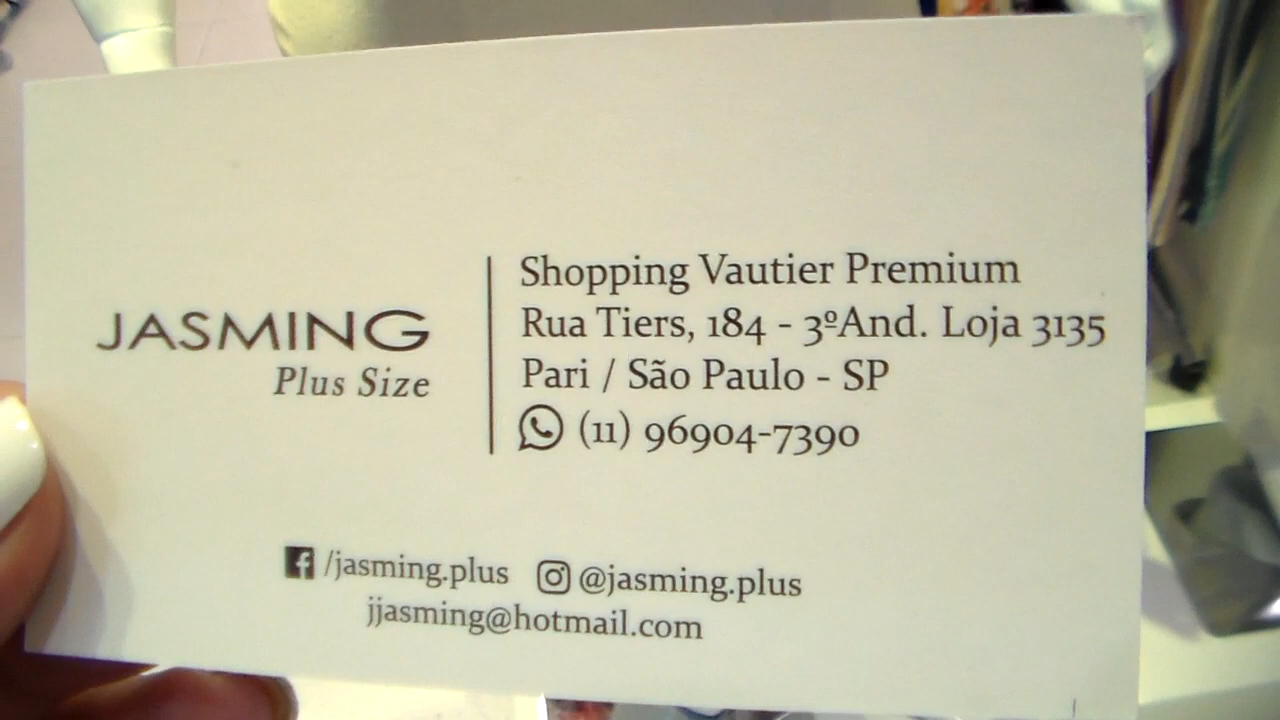 JASMING
Plus Size
Shopping Vautier Premium
Rua Tiers, 184 - 3ºAnd. Loja 3135
Pari / São Paulo - SP
(11) 96904-7390
/jasming.plus @jasming.plus
jjasming@hotmail.com